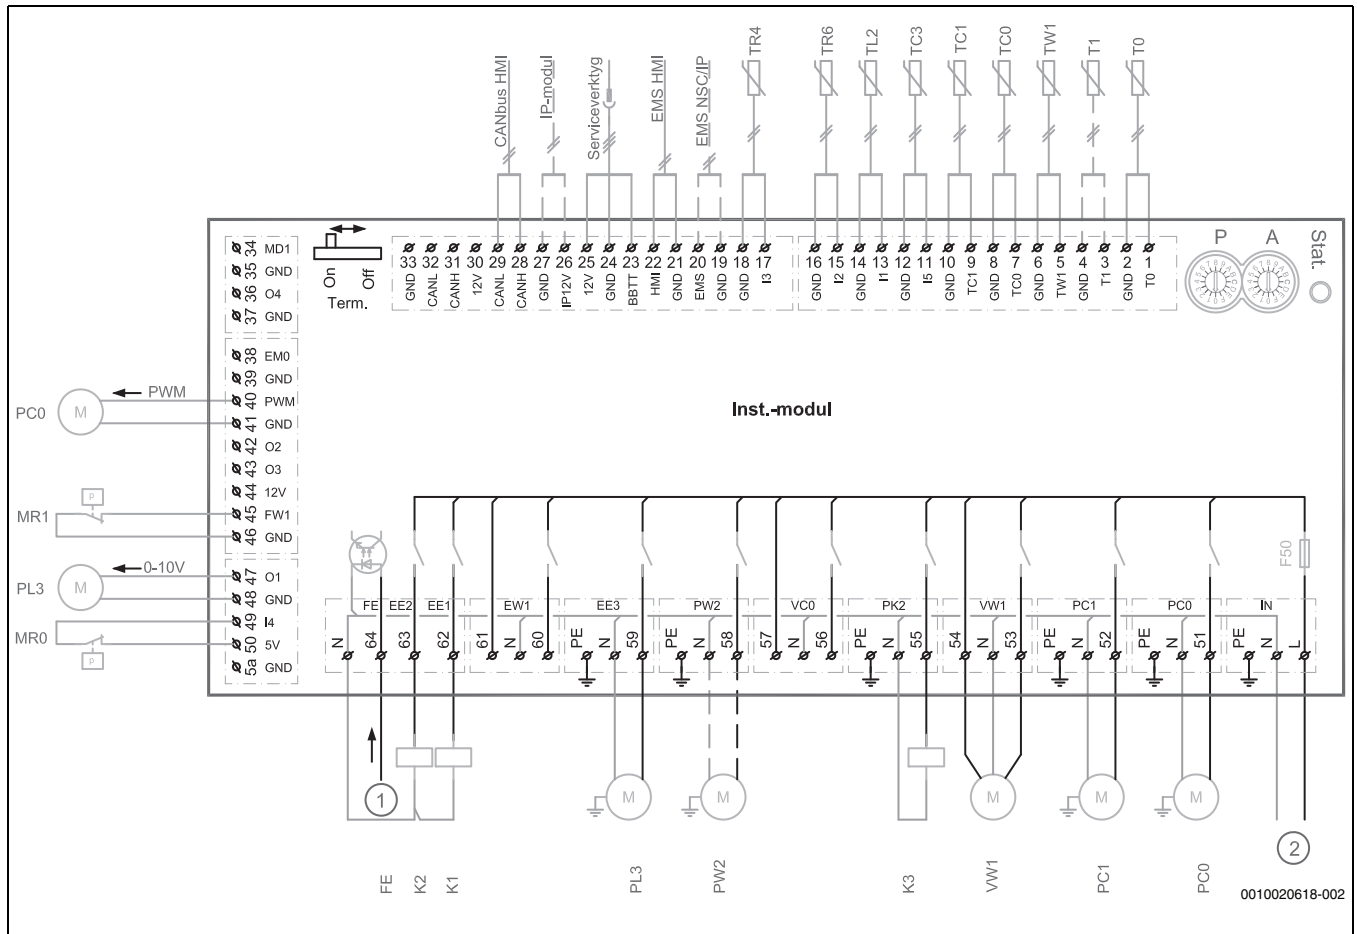 CANbus HMI
IP-modul
Serviceverktyg
EMS HMI
EMS NSC/IP
TR4
TR6
TL2
TC3
TC1
TC0
TW1
T1
T0
33 32 31 30 29 28 27 26 25 24 23 22 21 20 19 18 17
GND CANL CANH 12V CANL CANH GND IP12V 12V GND BBTT HMI GND EMS GND GND I3
16 15 14 13 12 11 10 9 8 7 6 5 4 3 2 1
GND I2 GND I1 GND I5 GND TC1 GND TC0 GND TW1 GND T1 GND T0
P A Stat.
On Off
Term.
34 MD1
35 GND
36 O4
37 GND
38 EM0
39 GND
40 PWM
41 GND
42 O2
43 O3
44 12V
45 FW1
46 GND
47 O1
48 GND
49 I4
50 5V
5a GND
PC0 M PWM
MR1 P
PL3 M 0-10V
MR0 P
Inst.-modul
F50
FE EE2 EE1 EW1 EE3 PW2 VC0 PK2 VW1 PC1 PC0 IN
N 64 63 62 61 N 60 PE N 59 PE N 58 57 N 56 PE N 55 54 N 53 PE N 52 PE N 51 PE N L
1 M M M M M 2
FE K2 K1 PL3 PW2 K3 VW1 PC1 PC0
0010020618-002